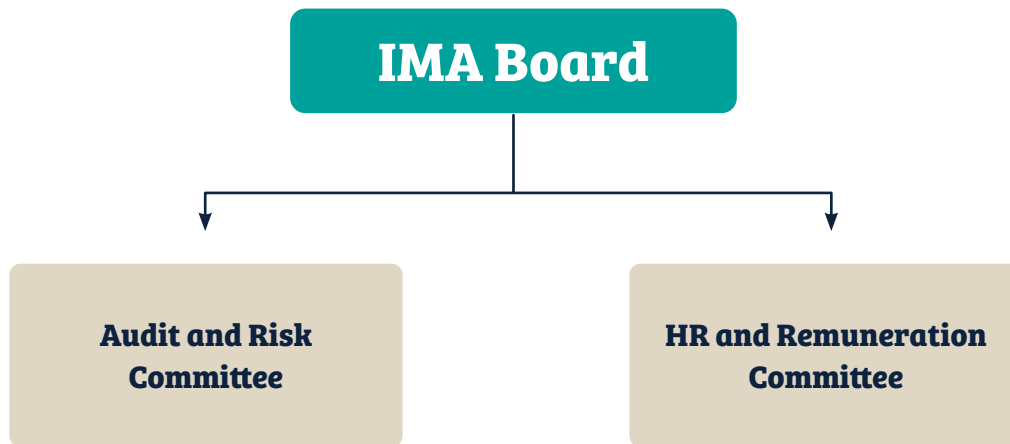 IMA Board
Audit and Risk
Committee
HR and Remuneration
Committee